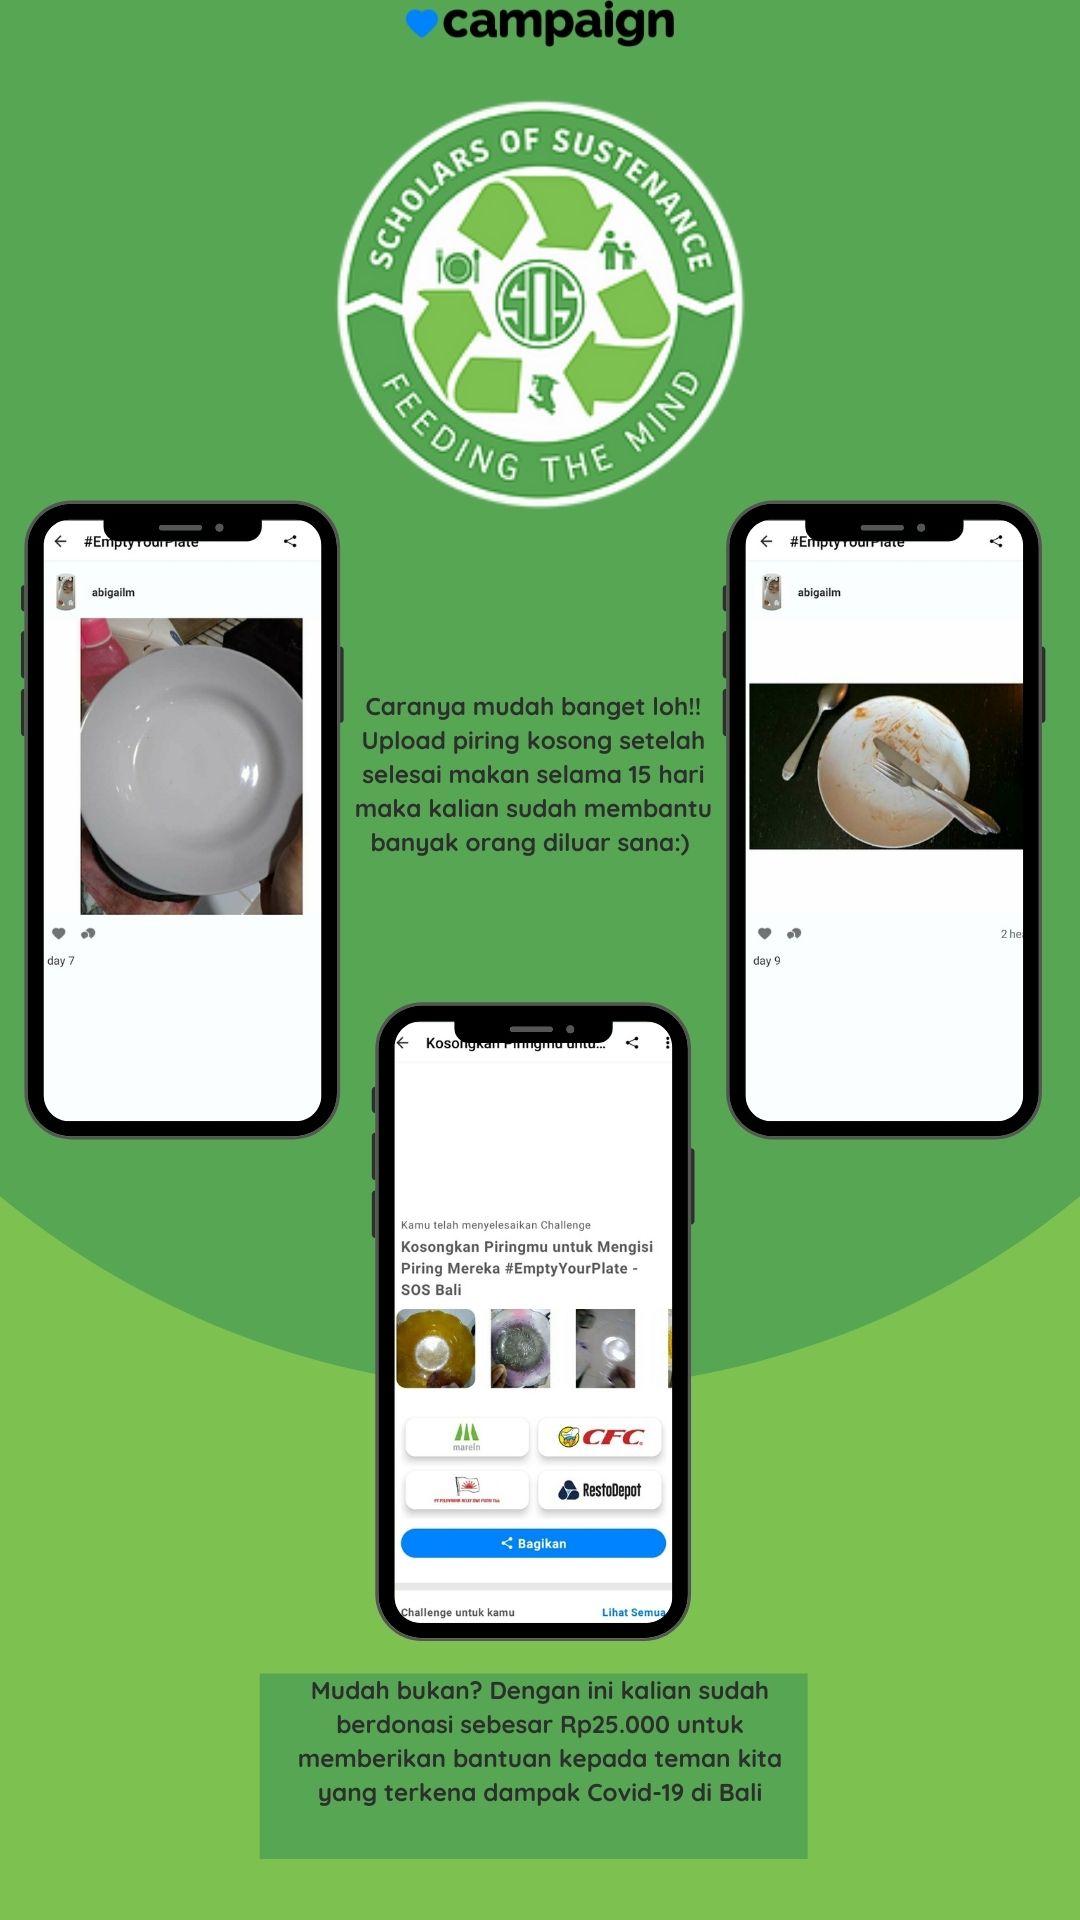 campaign
SCHOLARS OF SUSTENANCE
SOS
FEEDING THE MIND
#EmptyYourPlate
abigailm
day 7
Caranya mudah banget loh!!
Upload piring kosong setelah
selesai makan selama 15 hari
maka kalian sudah membantu
banyak orang diluar sana:)
#EmptyYourPlate
abigailm
2 hea
day 9
Kosongkan Piringmu untu...
Kamu telah menyelesaikan Challenge
Kosongkan Piringmu untuk Mengisi
Piring Mereka #EmptyYourPlate -
SOS Bali
marein
CFC
RestoDepot
Bagikan
Challenge untuk kamu
Lihat Semua
Mudah bukan? Dengan ini kalian sudah
berdonasi sebesar Rp25.000 untuk
memberikan bantuan kepada teman kita
yang terkena dampak Covid-19 di Bali